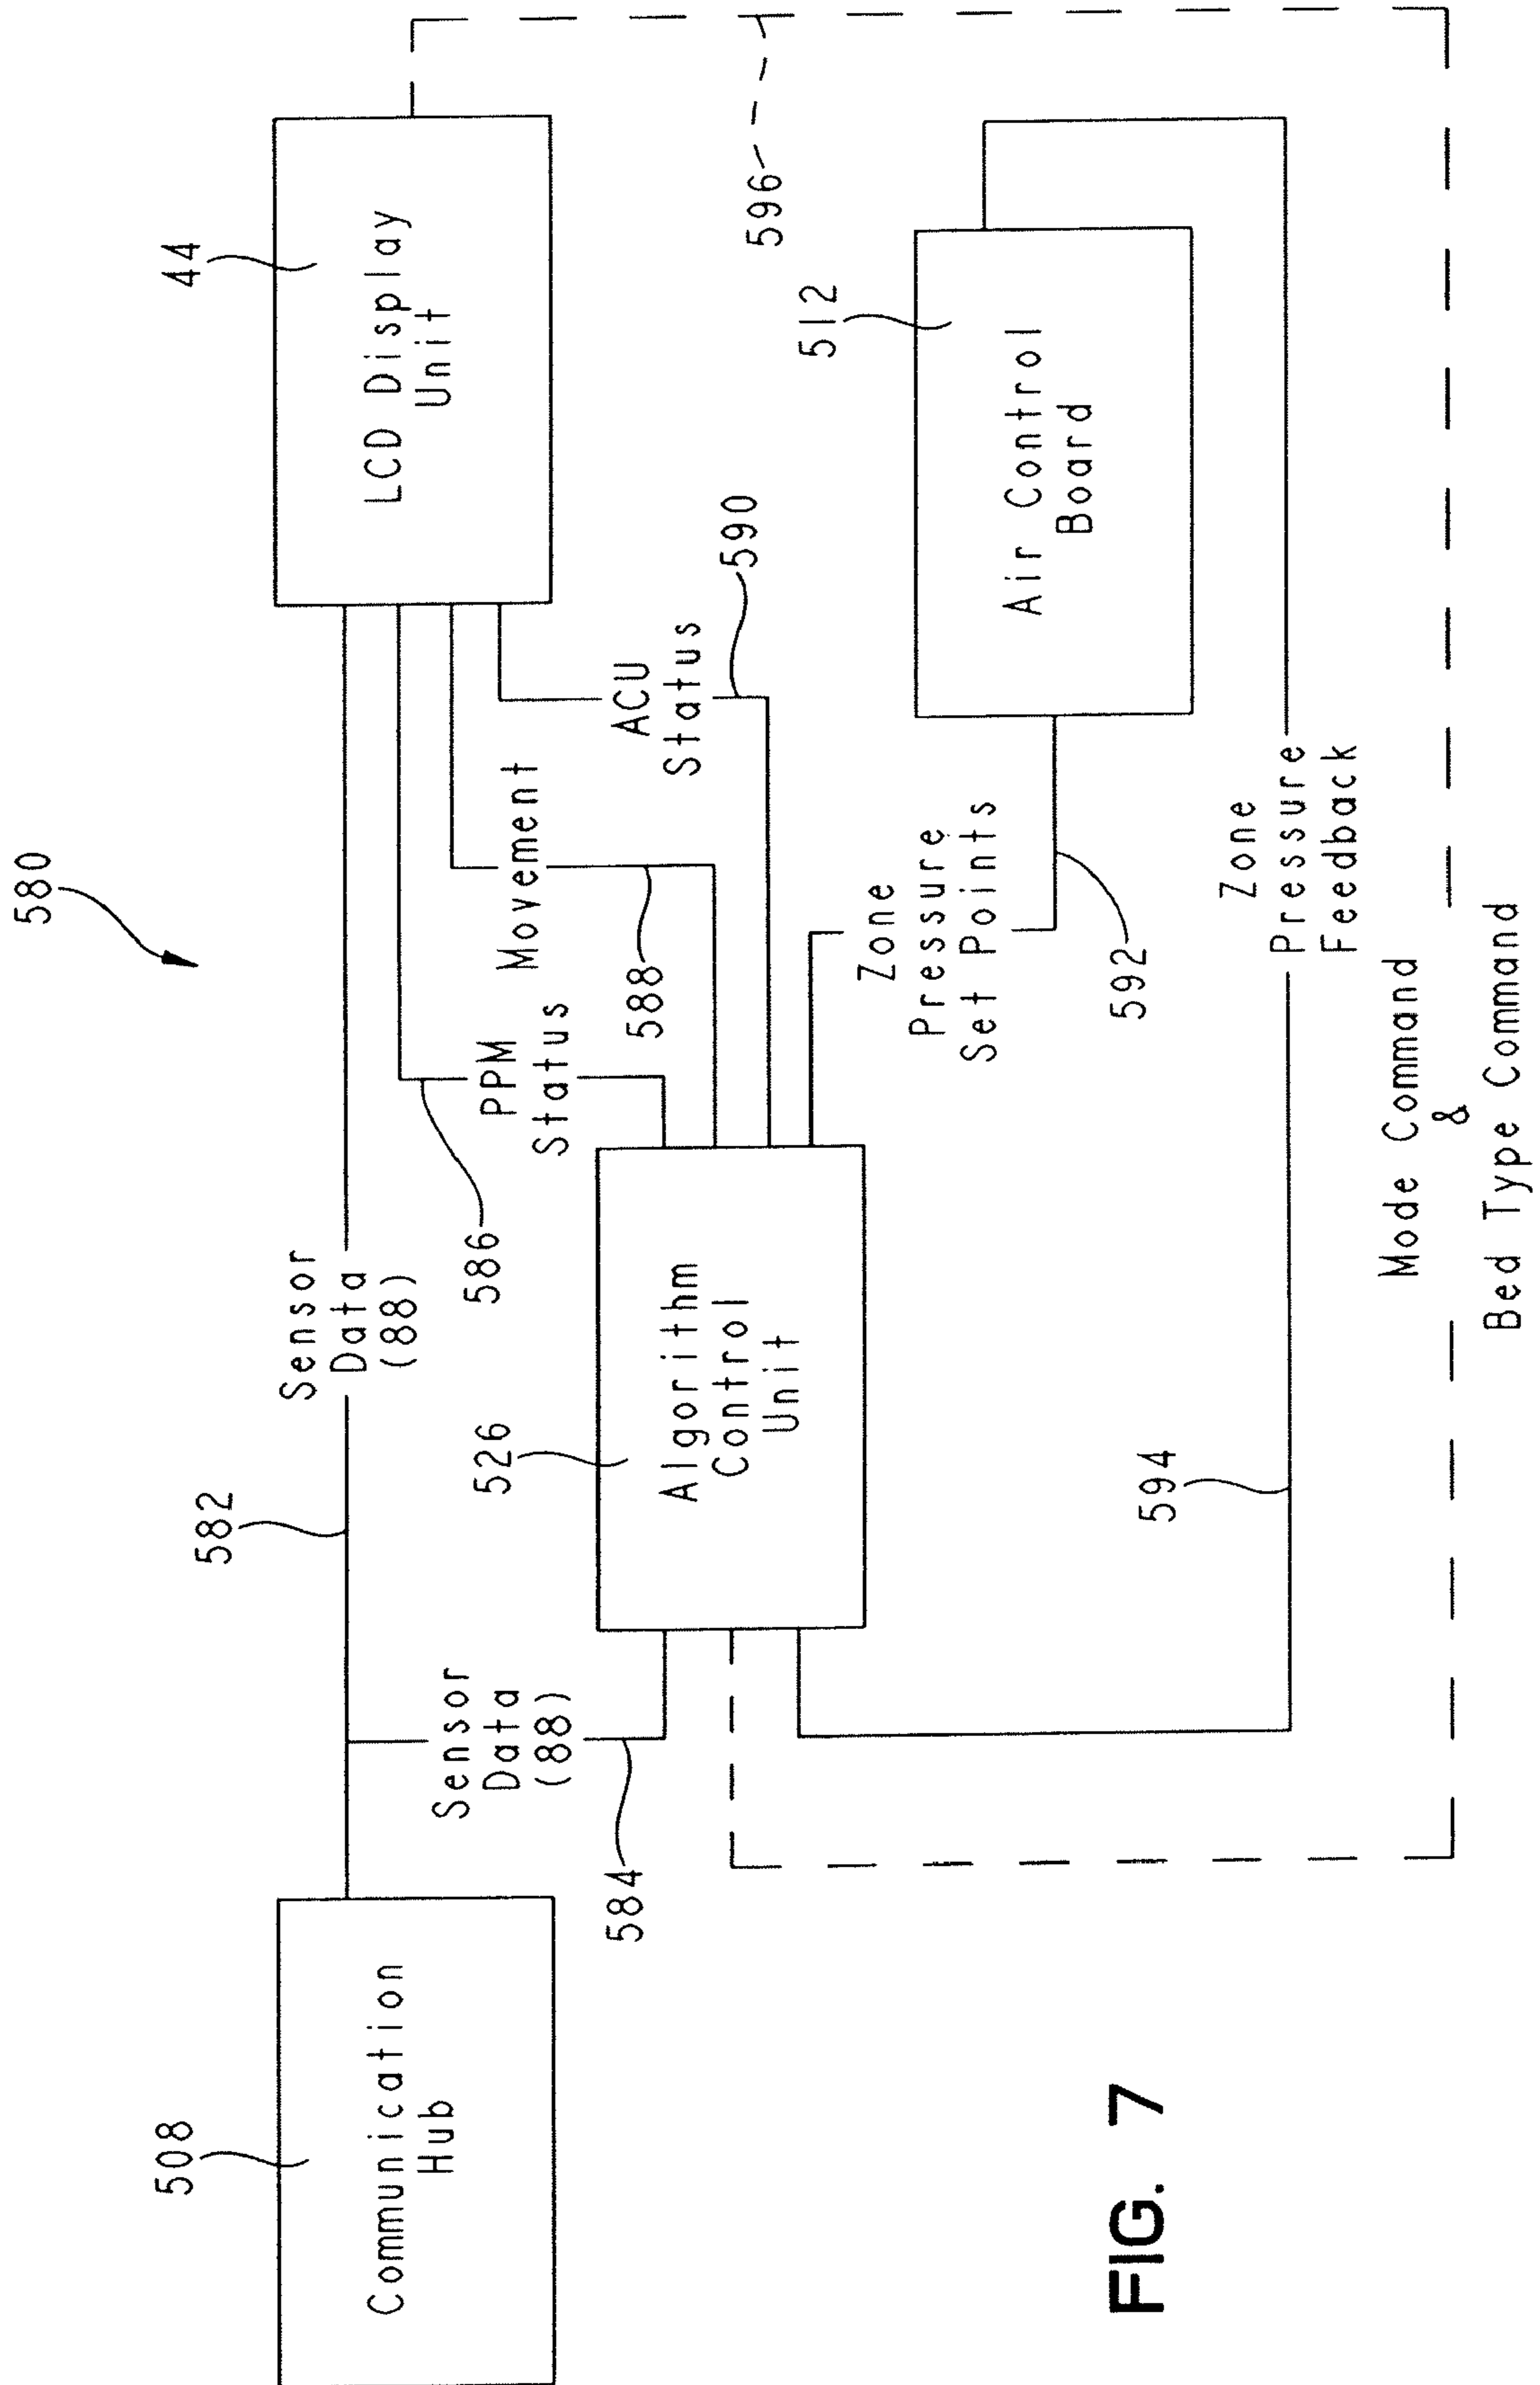 580
508
Communication
Hub
582
Sensor
Data
(88)
44
LCD Display
Unit
584
Sensor
Data
(88)
586
PPM
Status
588
Movement
590
ACU
Status
526
Algorithm
Control
Unit
592
Zone
Pressure
Set Points
512
Air Control
Board
596
594
Zone
Pressure
Feedback
Mode Command
&
Bed Type Command
FIG. 7